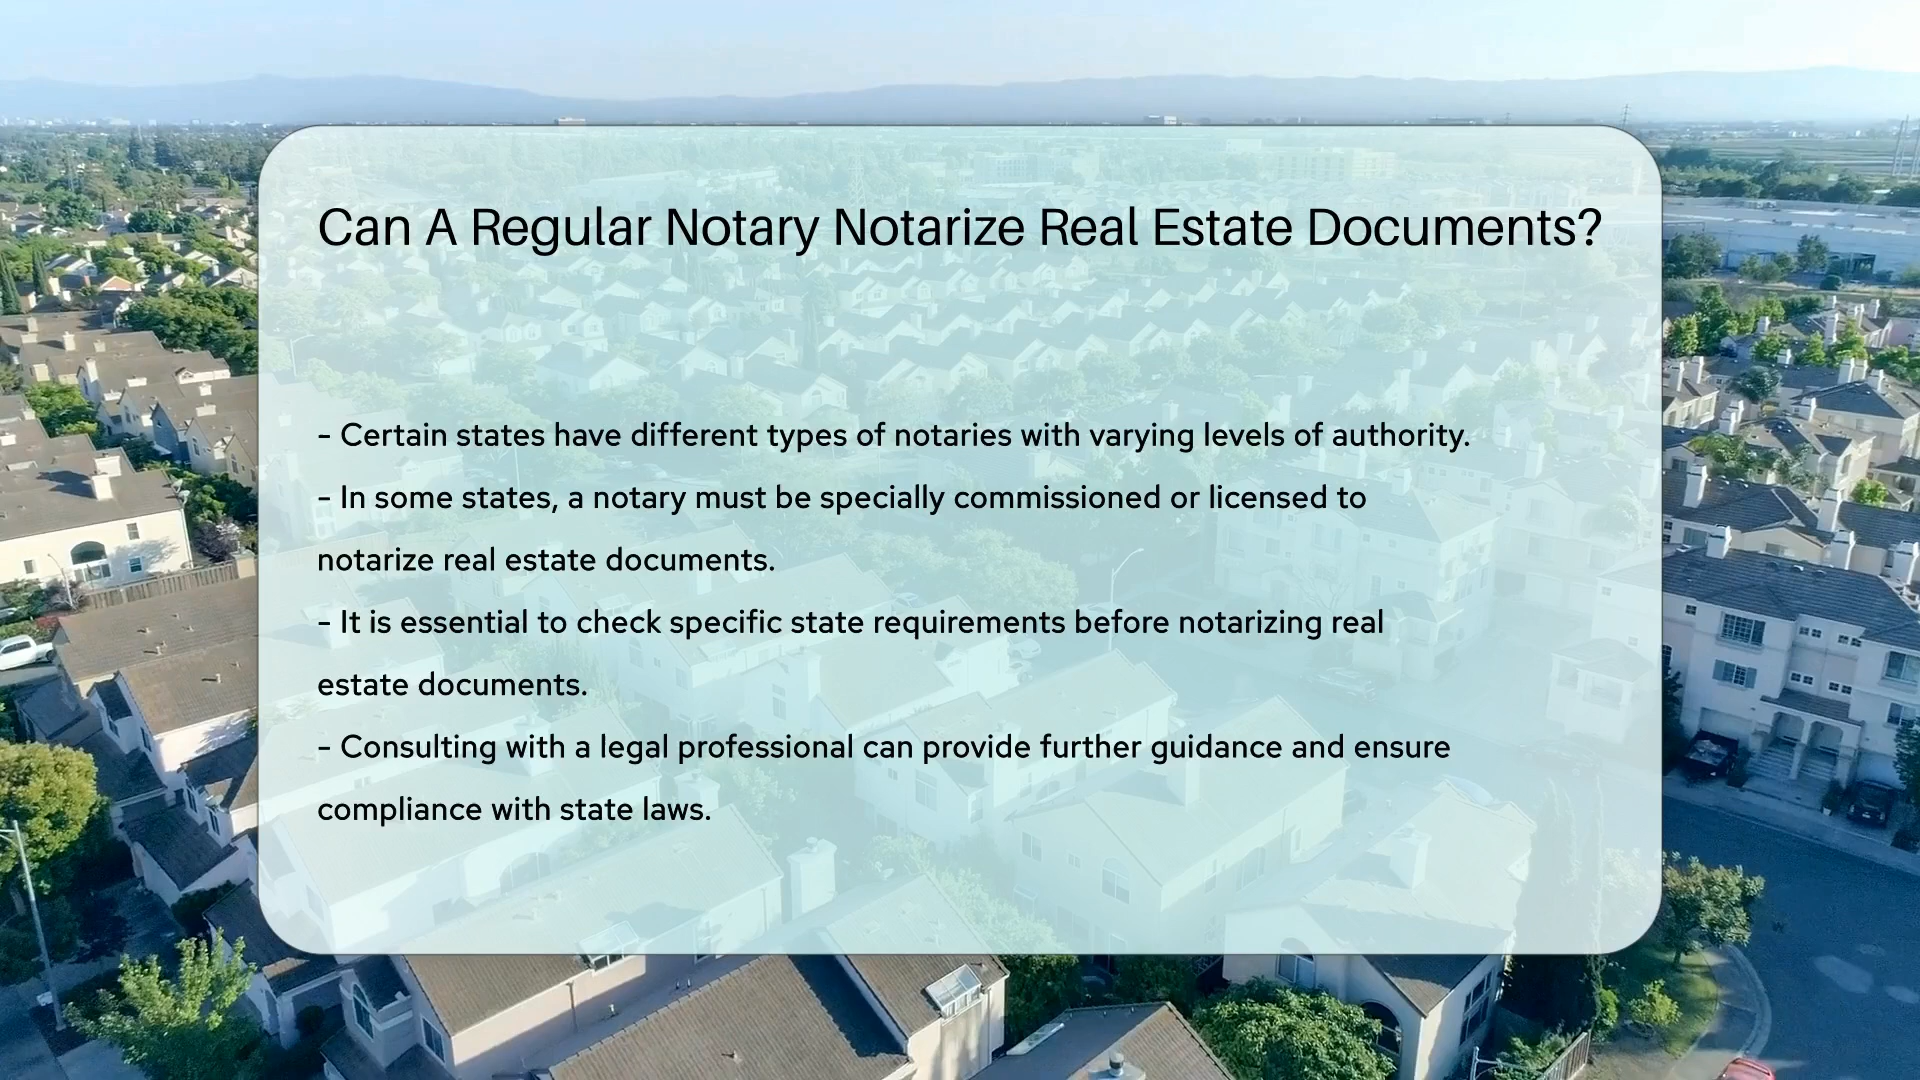 Can A Regular Notary Notarize Real Estate Documents?
- Certain states have different types of notaries with varying levels of authority.
- In some states, a notary must be specially commissioned or licensed to
notarize real estate documents.
- It is essential to check specific state requirements before notarizing real
estate documents.
- Consulting with a legal professional can provide further guidance and ensure
compliance with state laws.